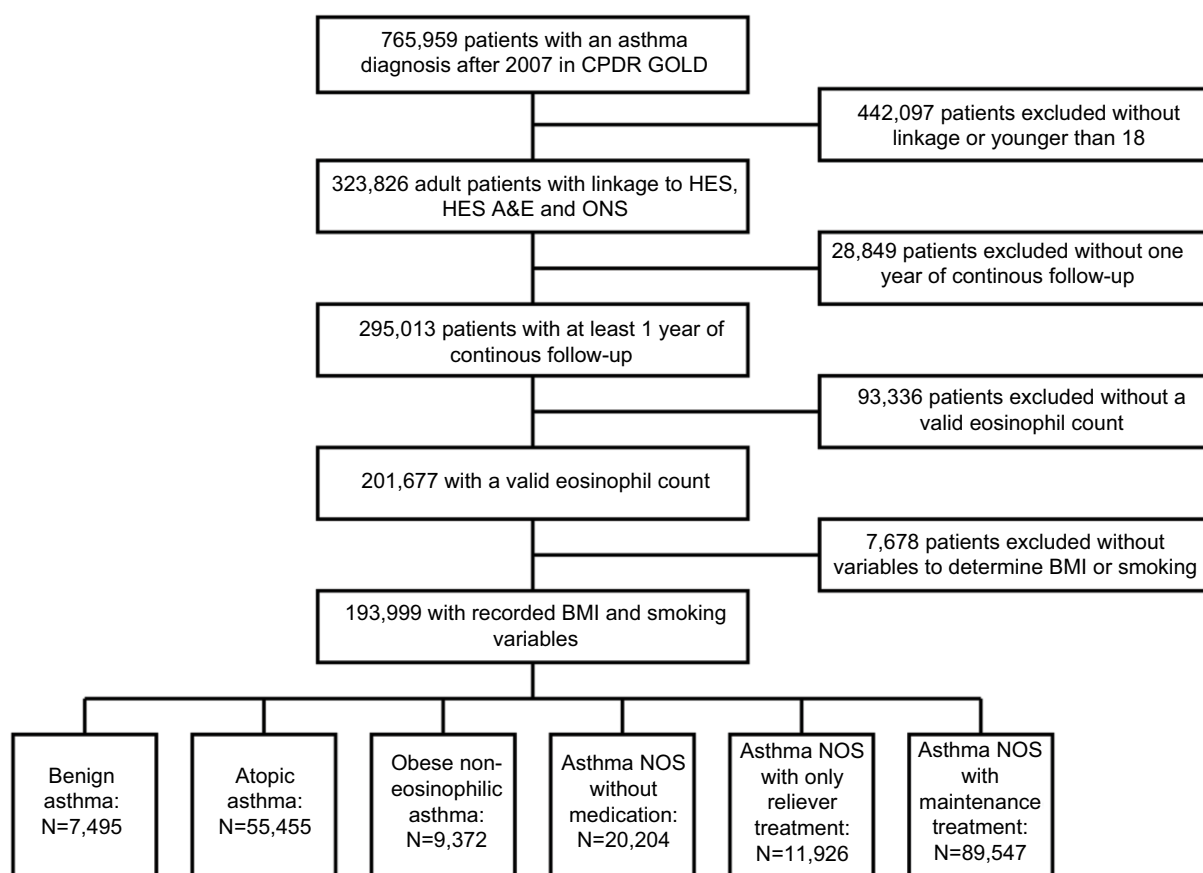 765,959 patients with an asthma
diagnosis after 2007 in CPDR GOLD
442,097 patients excluded without
linkage or younger than 18
323,826 adult patients with linkage to HES,
HES A&E and ONS
28,849 patients excluded without one
year of continous follow-up
295,013 patients with at least 1 year of
continous follow-up
93,336 patients excluded without a
valid eosinophil count
201,677 with a valid eosinophil count
7,678 patients excluded without
variables to determine BMI or smoking
193,999 with recorded BMI and smoking
variables
Benign
asthma:
N=7,495
Atopic
asthma:
N=55,455
Obese non-
eosinophilic
asthma:
N=9,372
Asthma NOS
without
medication:
N=20,204
Asthma NOS
with only
reliever
treatment:
N=11,926
Asthma NOS
with
maintenance
treatment:
N=89,547